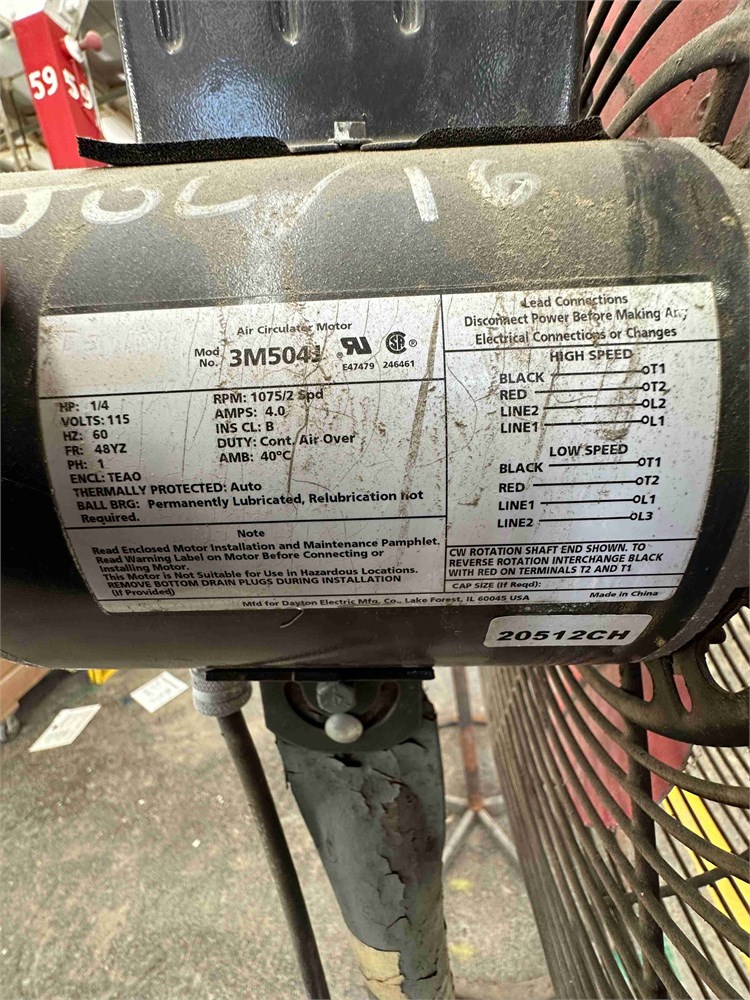 59 59
JUL/16
Air Circulator Motor
Mod. No. 3M504J
E47479 246461
HP: 1/4
VOLTS: 115
HZ: 60
FR: 48YZ
PH: 1
ENCL: TEAO
THERMALLY PROTECTED: Auto
BALL BRG: Permanently Lubricated, Relubrication not
Required.
RPM: 1075/2 Spd
AMPS: 4.0
INS CL: B
DUTY: Cont. Air Over
AMB: 40°C
Note
Read Enclosed Motor Installation and Maintenance Pamphlet.
Read Warning Label on Motor Before Connecting or
Installing Motor.
This Motor is Not Suitable for Use in Hazardous Locations.
REMOVE BOTTOM DRAIN PLUGS DURING INSTALLATION
(If Provided)
Lead Connections
Disconnect Power Before Making Any
Electrical Connections or Changes
HIGH SPEED
BLACK T1
RED T2
LINE2 L2
LINE1 L1
LOW SPEED
BLACK T1
RED T2
LINE1 L1
LINE2 L3
CW ROTATION SHAFT END SHOWN. TO
REVERSE ROTATION INTERCHANGE BLACK
WITH RED ON TERMINALS T2 AND T1
CAP SIZE (If Reqd):
Mfd for Dayton Electric Mfg. Co., Lake Forest, IL 60045 USA Made in China
20512CH